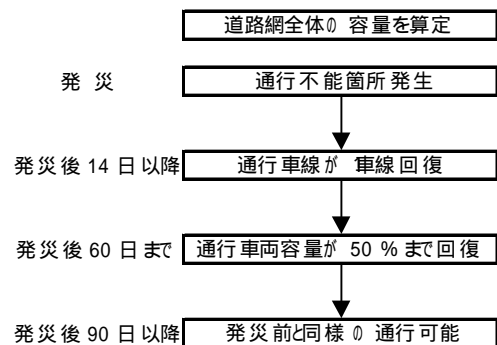 道路網全体の 容量を算定
発 災 通行不能箇所発生
発災後 14 日以降 通行車線が 車線回復
発災後 60 日まで 通行車両容量が 50 % まで回復
発災後 90 日以降 発災前と同様の 通行可能